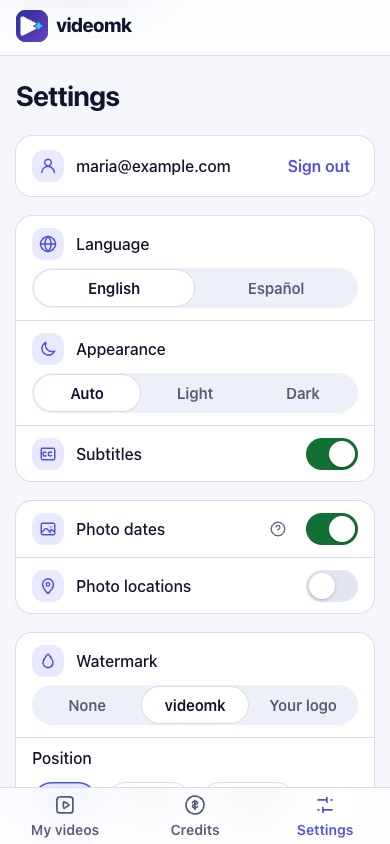 videomk
Settings
maria@example.com Sign out
Language
English Español
Appearance
Auto Light Dark
CC Subtitles
Photo dates ?
Photo locations
Watermark
None videomk Your logo
Position
My videos Credits Settings